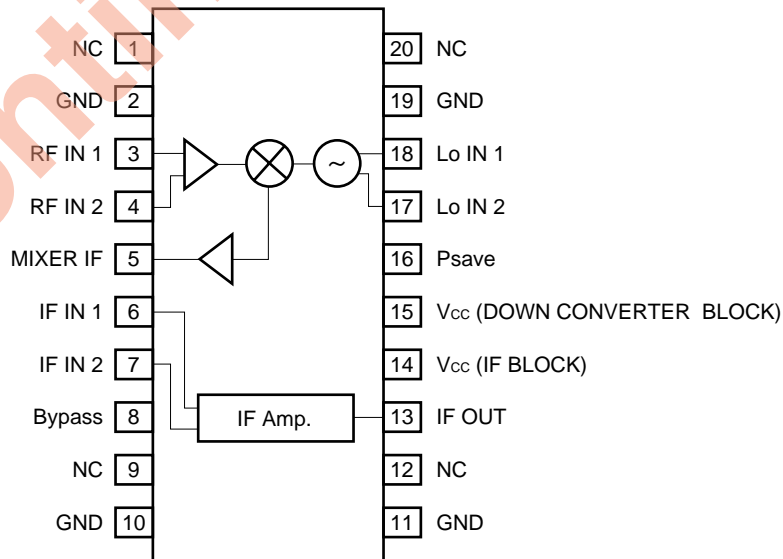 NC 1 20 NC
GND 2 19 GND
RF IN 1 3 18 Lo IN 1
~
RF IN 2 4 17 Lo IN 2
MIXER IF 5 16 Psave
IF IN 1 6 15 Vcc (DOWN CONVERTER BLOCK)
IF IN 2 7 14 Vcc (IF BLOCK)
Bypass 8 IF Amp. 13 IF OUT
NC 9 12 NC
GND 10 11 GND